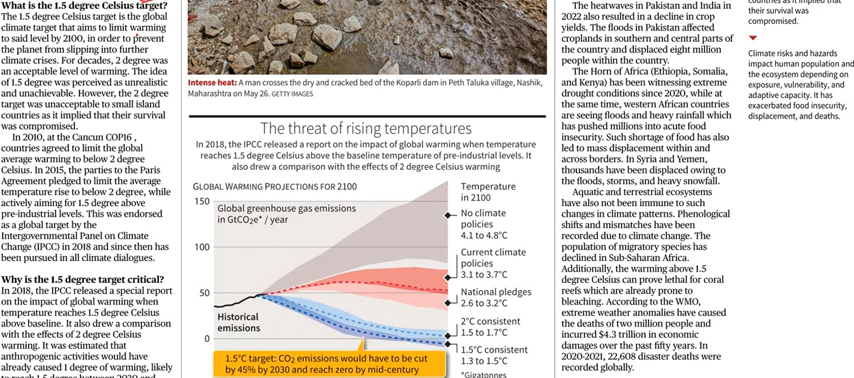 What is the 1.5 degree Celsius target?
The 1.5 degree Celsius target is the global
climate target that aims to limit warming
to said level by 2100, in order to prevent
the planet from slipping into further
climate crises. For decades, 2 degree was
an acceptable level of warming. The idea
of 1.5 degree was perceived as unrealistic
and unachievable. However, the 2 degree
target was unacceptable to small island
countries as it implied that their survival
was compromised.
In 2010, at the Cancun COP16 ,
countries agreed to limit the global
average warming to below 2 degree
Celsius. In 2015, the parties to the Paris
Agreement pledged to limit the average
temperature rise to below 2 degree, while
actively aiming for 1.5 degree above
pre-industrial levels. This was endorsed
as a global target by the
Intergovernmental Panel on Climate
Change (IPCC) in 2018 and since then has
been pursued in all climate dialogues.
Why is the 1.5 degree target critical?
In 2018, the IPCC released a special report
on the impact of global warming when
temperature reaches 1.5 degree Celsius
above baseline. It also drew a comparison
with the effects of 2 degree Celsius
warming. It was estimated that
anthropogenic activities would have
already caused 1 degree of warming, likely
to reach 1.5 degree between 2030 and
Intense heat: A man crosses the dry and cracked bed of the Koparli dam in Peth Taluka village, Nashik,
Maharashtra on May 26. GETTY IMAGES
The threat of rising temperatures
In 2018, the IPCC released a report on the impact of global warming when temperature
reaches 1.5 degree Celsius above the baseline temperature of pre-industrial levels. It
also drew a comparison with the effects of 2 degree Celsius warming
GLOBAL WARMING PROJECTIONS FOR 2100
Temperature
in 2100
150
Global greenhouse gas emissions
in GtCO2e* / year
No climate
policies
4.1 to 4.8°C
100
Current climate
policies
3.1 to 3.7°C
50
National pledges
2.6 to 3.2°C
Historical
emissions
2°C consistent
1.5 to 1.7°C
0
1.5°C consistent
1.3 to 1.5°C
1.5°C target: CO2 emissions would have to be cut
by 45% by 2030 and reach zero by mid-century
*Gigatonnes
The heatwaves in Pakistan and India in
2022 also resulted in a decline in crop
yields. The floods in Pakistan affected
croplands in southern and central parts of
the country and displaced eight million
people within the country.
The Horn of Africa (Ethiopia, Somalia,
and Kenya) has been witnessing extreme
drought conditions since 2020, while at
the same time, western African countries
are seeing floods and heavy rainfall which
has pushed millions into acute food
insecurity. Such shortage of food has also
led to mass displacement within and
across borders. In Syria and Yemen,
thousands have been displaced owing to
the floods, storms, and heavy snowfall.
Aquatic and terrestrial ecosystems
have also not been immune to such
changes in climate patterns. Phenological
shifts and mismatches have been
recorded due to climate change. The
population of migratory species has
declined in Sub-Saharan Africa.
Additionally, the warming above 1.5
degree Celsius can prove lethal for coral
reefs which are already prone to
bleaching. According to the WMO,
extreme weather anomalies have caused
the deaths of two million people and
incurred $4.3 trillion in economic
damages over the past fifty years. In
2020-2021, 22,608 disaster deaths were
recorded globally.
countries as it implied that
their survival was
compromised.
Climate risks and hazards
impact human population and
the ecosystem depending on
exposure, vulnerability, and
adaptive capacity. It has
exacerbated food insecurity,
displacement, and deaths.